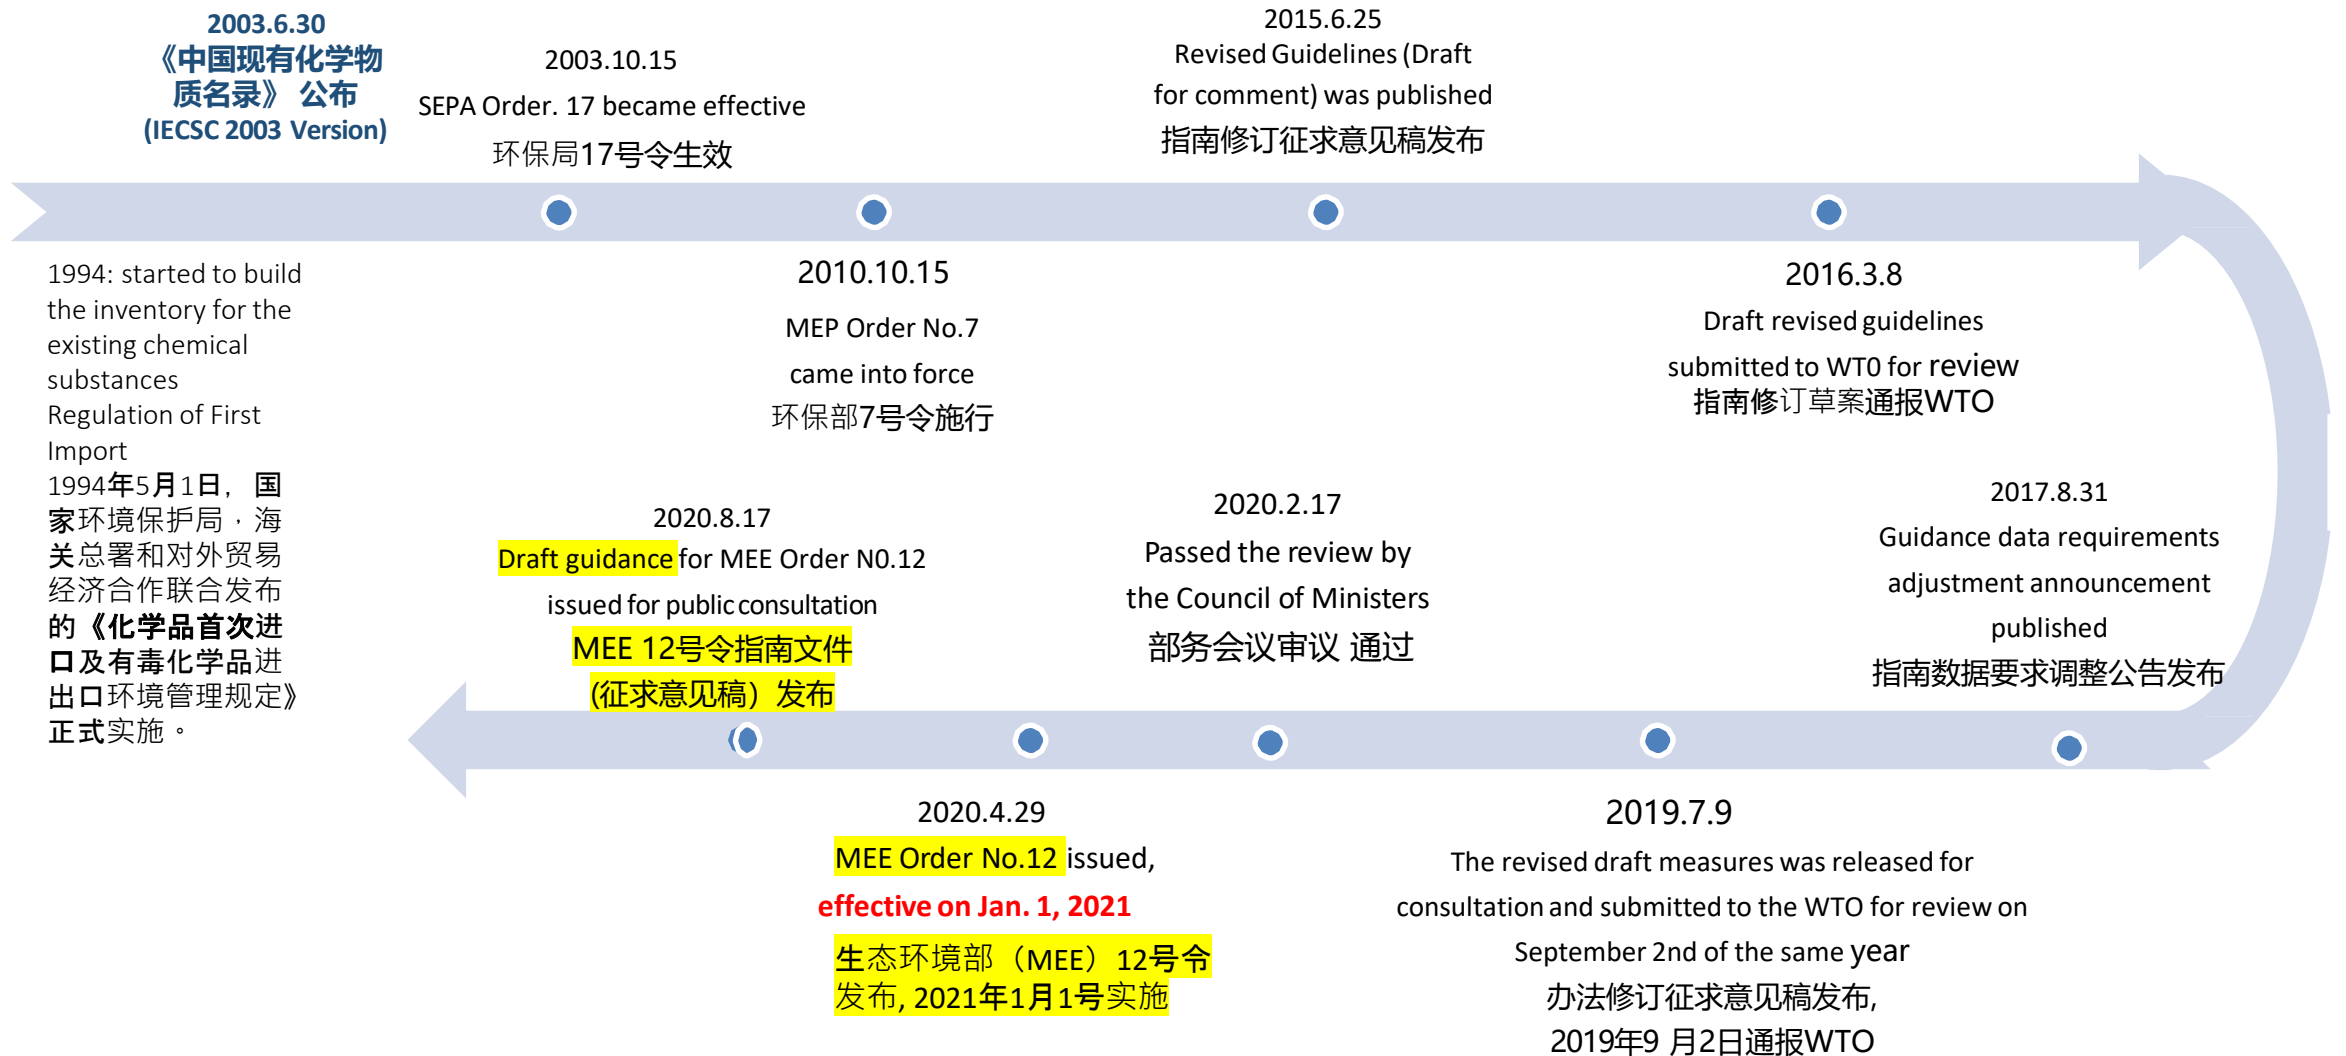 2003.6.30
《中国现有化学物
质名录》 公布
(IECSC 2003 Version)
2003.10.15
SEPA Order. 17 became effective
环保局17号令生效
2015.6.25
Revised Guidelines (Draft
for comment) was published
指南修订征求意见稿发布
1994: started to build
the inventory for the
existing chemical
substances
Regulation of First
Import
1994年5月1日，国
家环境保护局，海
关总署和对外贸易
经济合作联合发布
的《化学品首次进
口及有毒化学品进
出口环境管理规定》
正式实施。
2010.10.15
MEP Order No.7
came into force
环保部7号令施行
2016.3.8
Draft revised guidelines
submitted to WT0 for review
指南修订草案通报WTO
2017.8.31
Guidance data requirements
adjustment announcement
published
指南数据要求调整公告发布
2020.2.17
Passed the review by
the Council of Ministers
部务会议审议 通过
2020.8.17
Draft guidance for MEE Order N0.12
issued for public consultation
MEE 12号令指南文件
(征求意见稿）发布
2020.4.29
MEE Order No.12 issued,
effective on Jan. 1, 2021
生态环境部（MEE）12号令
发布, 2021年1月1号实施
2019.7.9
The revised draft measures was released for
consultation and submitted to the WTO for review on
September 2nd of the same year
办法修订征求意见稿发布,
2019年9 月2日通报WTO